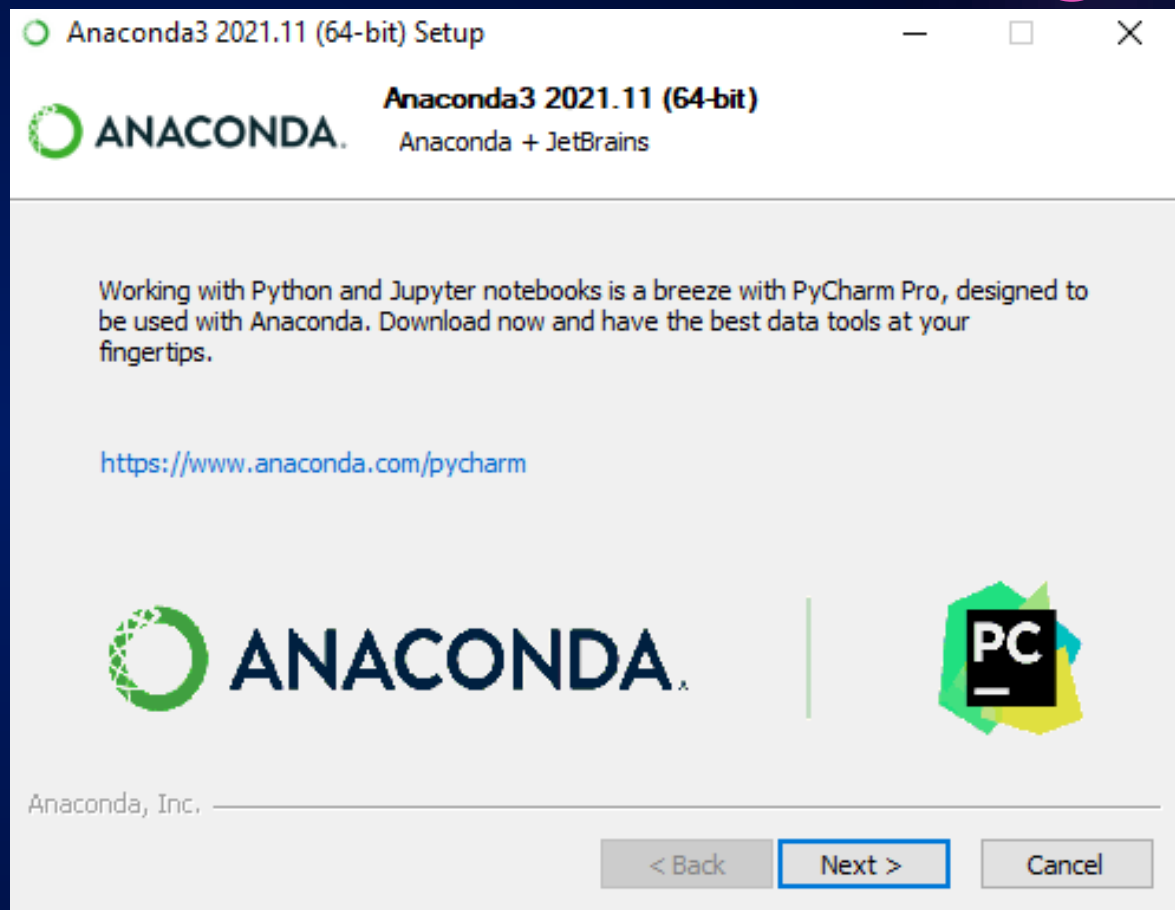 Anaconda3 2021.11 (64-bit) Setup
Anaconda3 2021.11 (64-bit)
Anaconda + JetBrains
ANACONDA.
Working with Python and Jupyter notebooks is a breeze with PyCharm Pro, designed to
be used with Anaconda. Download now and have the best data tools at your
fingertips.
https://www.anaconda.com/pycharm
ANACONDA.
PC
Anaconda, Inc.
< Back
Next >
Cancel